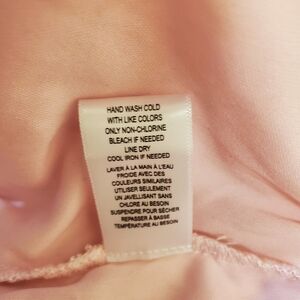 HAND WASH COLD
WITH LIKE COLORS
ONLY NON-CHLORINE
BLEACH IF NEEDED
LINE DRY
COOL IRON IF NEEDED
LAVER À LA MAIN À L'EAU
FROIDE AVEC DES
COULEURS SIMILAIRES
UTILISER SEULEMENT
UN JAVELLISANT SANS
CHLORE AU BESOIN
SUSPENDRE POUR SÉCHER
REPASSER À BASSE
TEMPÉRATURE AU BESOIN